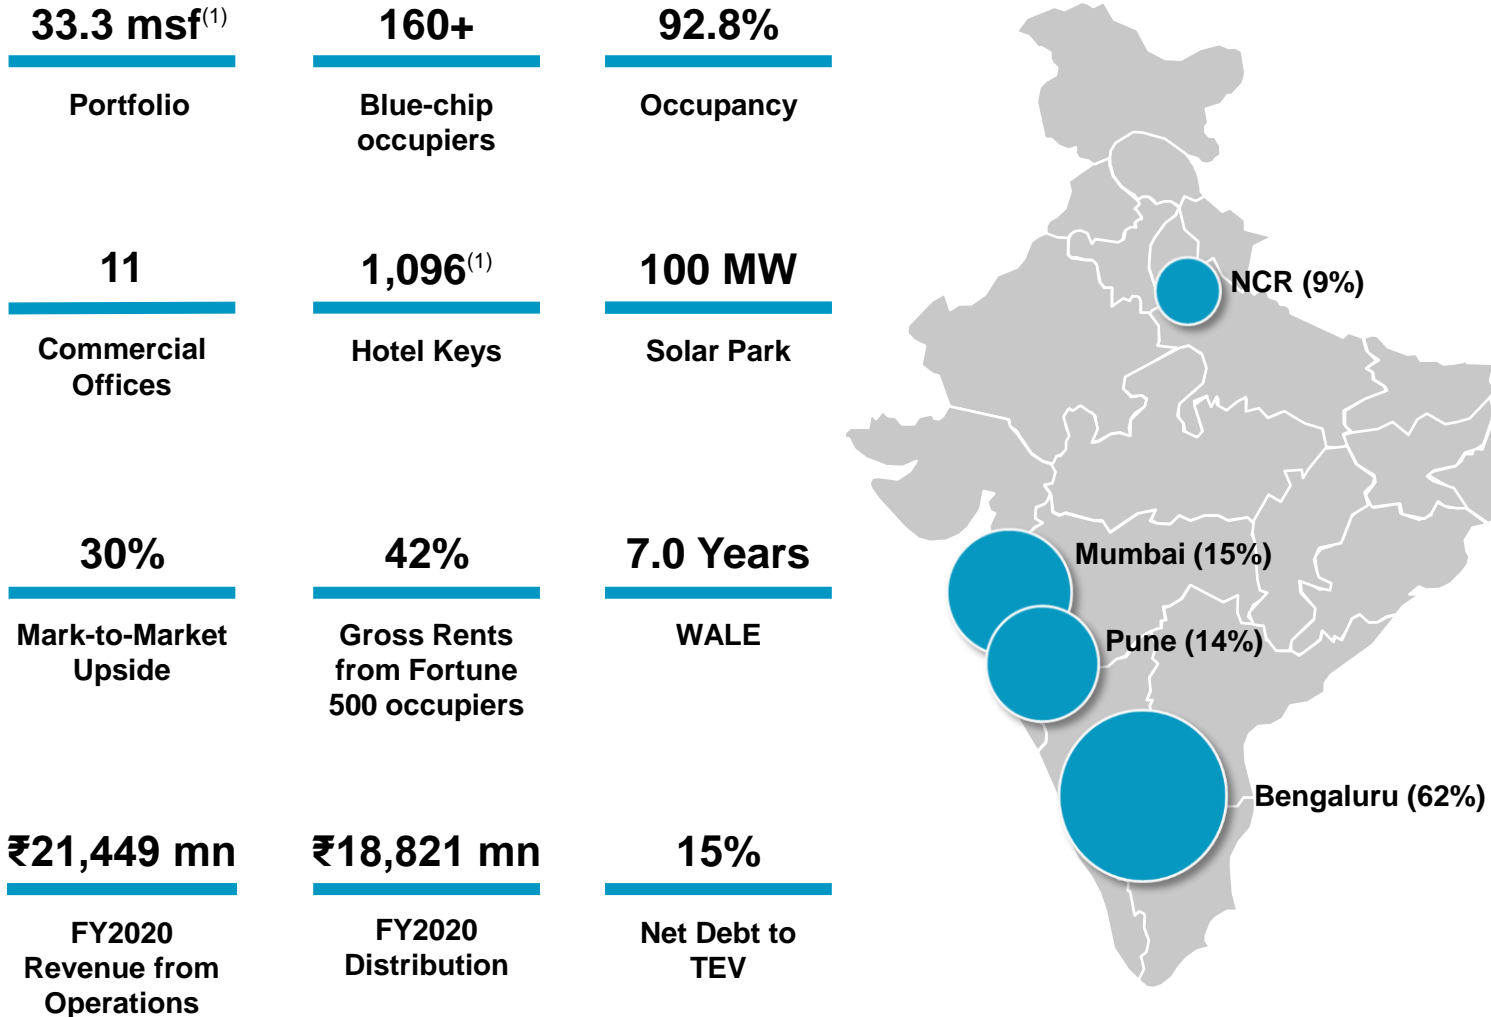 33.3 msf(1)
Portfolio
160+
Blue-chip
occupiers
92.8%
Occupancy
11
Commercial
Offices
1,096(1)
Hotel Keys
100 MW
Solar Park
30%
Mark-to-Market
Upside
42%
Gross Rents
from Fortune
500 occupiers
7.0 Years
WALE
₹21,449 mn
FY2020
Revenue from
Operations
₹18,821 mn
FY2020
Distribution
15%
Net Debt to
TEV
NCR (9%)
Mumbai (15%)
Pune (14%)
Bengaluru (62%)